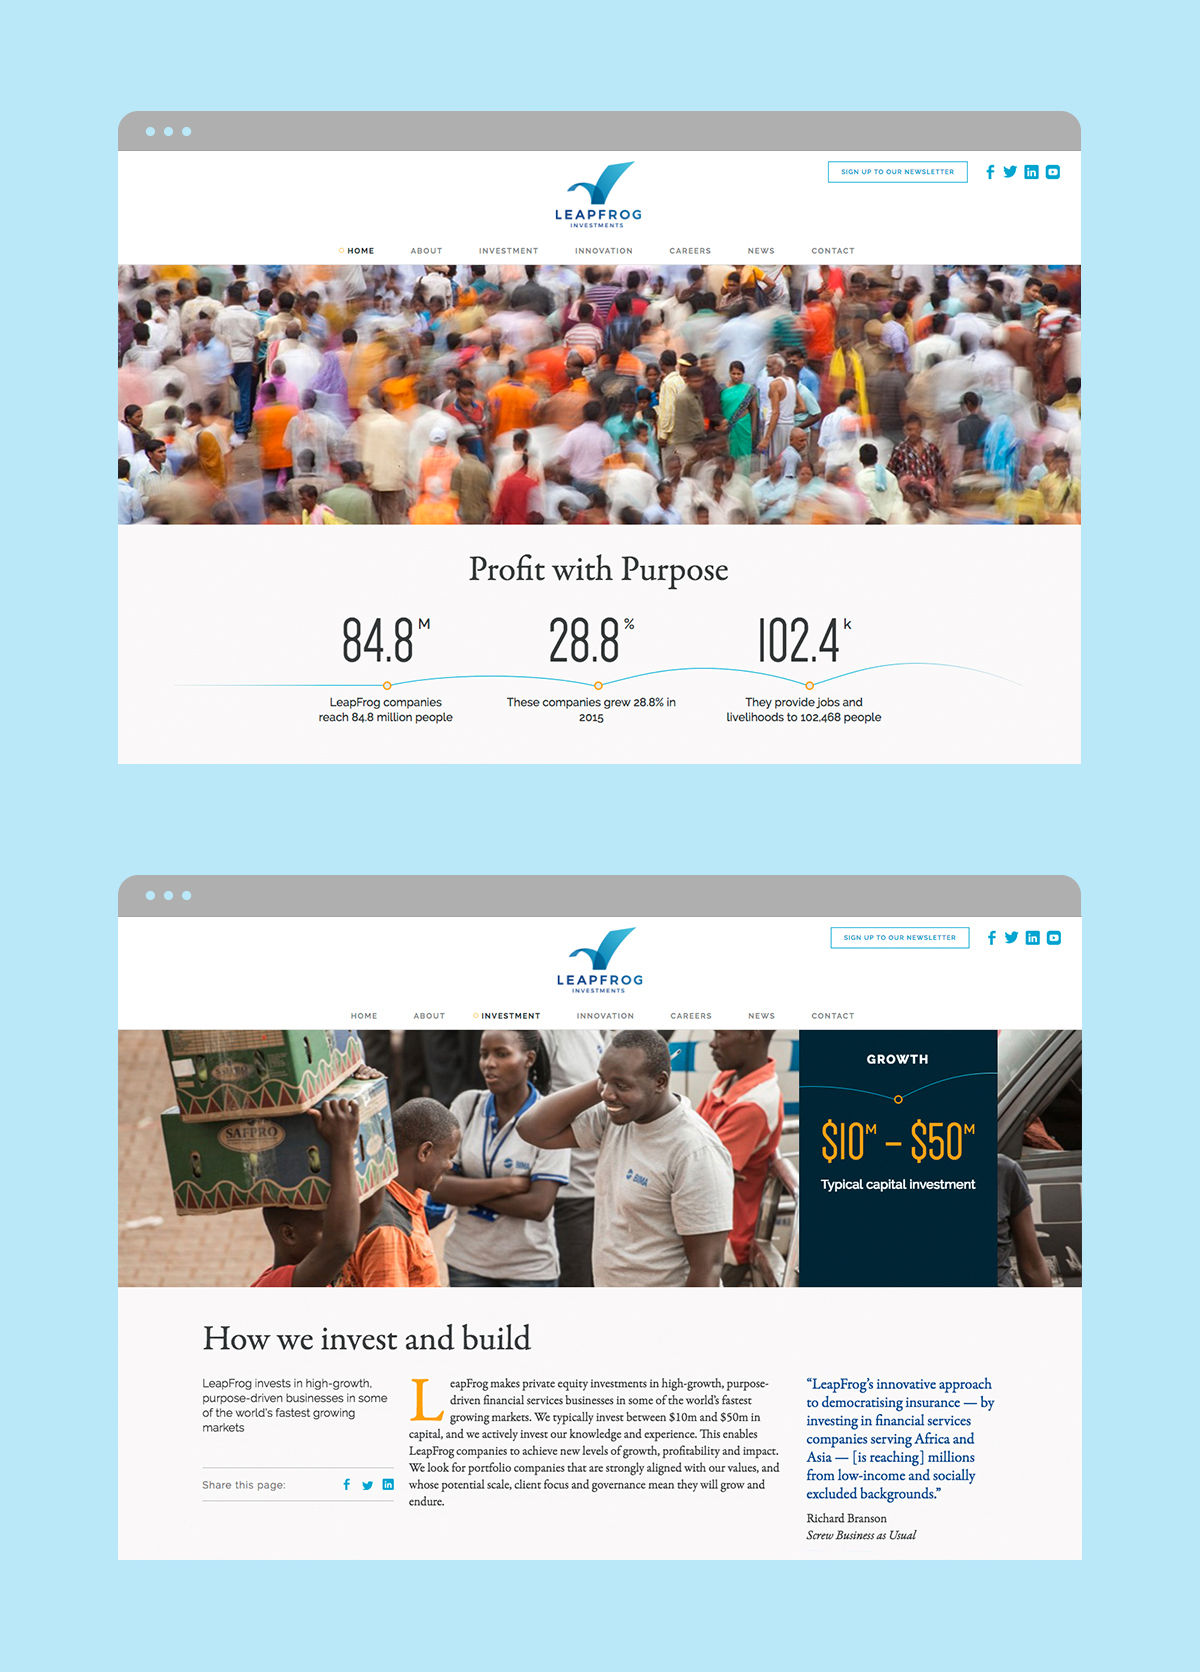 LEAPFROG
INVESTMENTS
SIGN UP TO OUR NEWSLETTER
HOME ABOUT INVESTMENT INNOVATION CAREERS NEWS CONTACT
Profit with Purpose
84.8 M
28.8 %
102.4 k
LeapFrog companies
reach 84.8 million people
These companies grew 28.8% in
2015
They provide jobs and
livelihoods to 102,468 people
LEAPFROG
INVESTMENTS
SIGN UP TO OUR NEWSLETTER
HOME ABOUT INVESTMENT INNOVATION CAREERS NEWS CONTACT
SAFPRO
BIMA
BIMA
GROWTH
$10M – $50M
Typical capital investment
How we invest and build
LeapFrog invests in high-growth,
purpose-driven businesses in some
of the world's fastest growing
markets
Share this page:
LeapFrog makes private equity investments in high-growth, purpose-
driven financial services businesses in some of the world's fastest
growing markets. We typically invest between $10m and $50m in
capital, and we actively invest our knowledge and experience. This enables
LeapFrog companies to achieve new levels of growth, profitability and impact.
We look for portfolio companies that are strongly aligned with our values, and
whose potential scale, client focus and governance mean they will grow and
endure.
“LeapFrog's innovative approach
to democratising insurance — by
investing in financial services
companies serving Africa and
Asia — [is reaching] millions
from low-income and socially
excluded backgrounds.”
Richard Branson
Screw Business as Usual